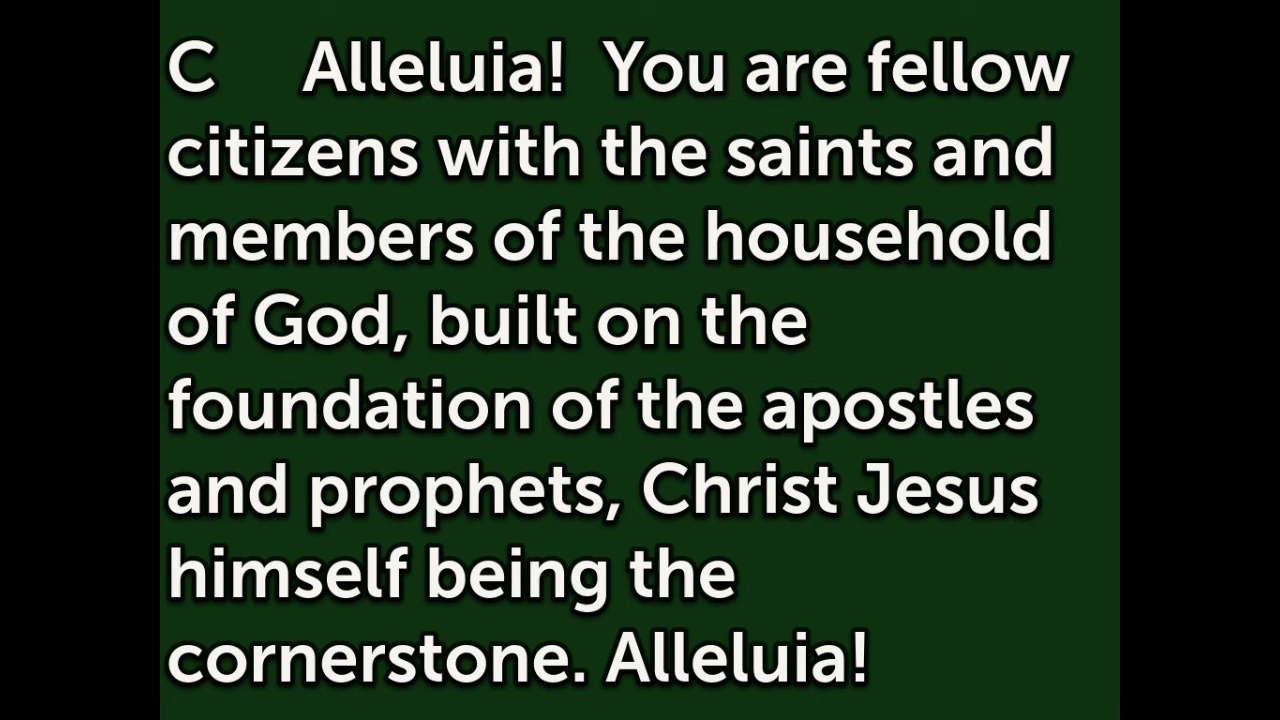 C Alleluia! You are fellow
citizens with the saints and
members of the household
of God, built on the
foundation of the apostles
and prophets, Christ Jesus
himself being the
cornerstone. Alleluia!